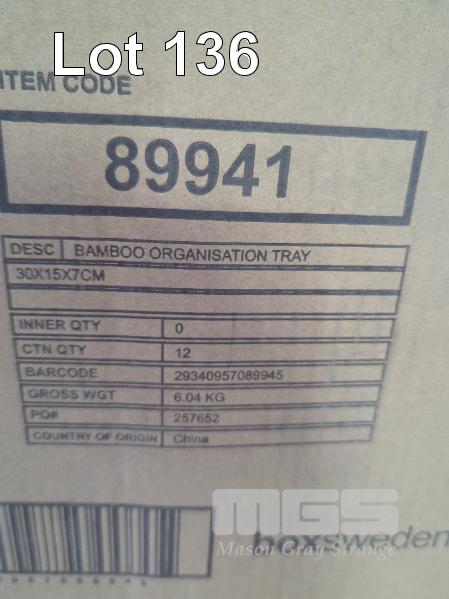 Lot 136
ITEM CODE
89941
DESC BAMBOO ORGANISATION TRAY
30X15X7CM
INNER QTY 0
CTN QTY 12
BARCODE 29340957089945
GROSS WGT 6.04 KG
PO# 257652
COUNTRY OF ORIGIN China
MGS
boxsweden
Mason Gray Strange